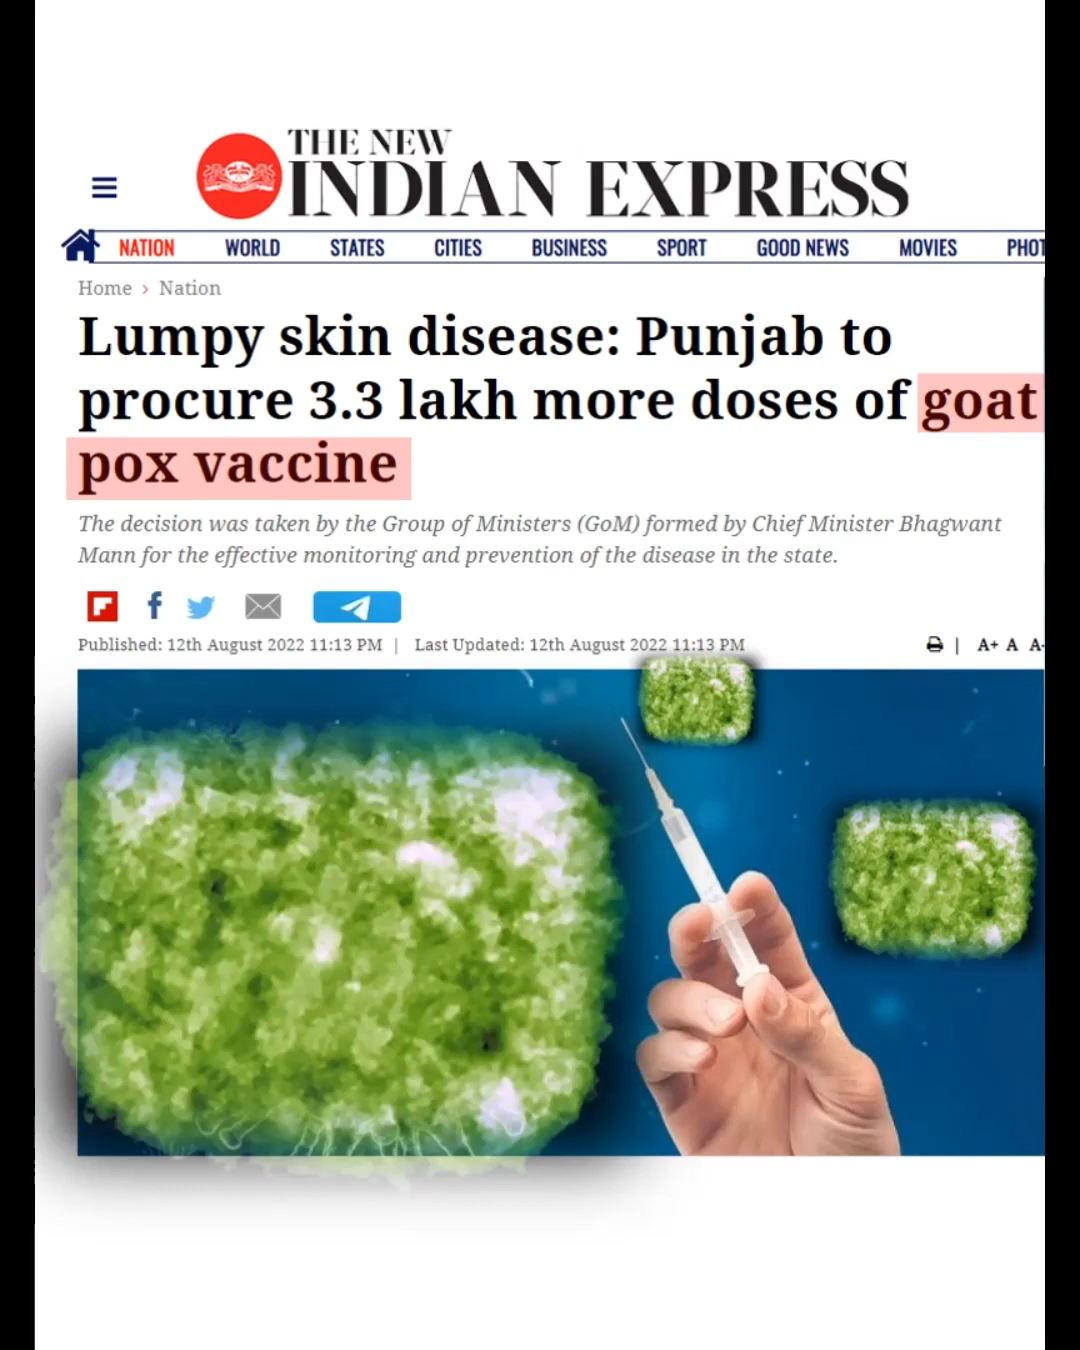 THE NEW
INDIAN EXPRESS
NATION WORLD STATES CITIES BUSINESS SPORT GOOD NEWS MOVIES PHOT
Home › Nation
Lumpy skin disease: Punjab to
procure 3.3 lakh more doses of goat
pox vaccine
The decision was taken by the Group of Ministers (GoM) formed by Chief Minister Bhagwant
Mann for the effective monitoring and prevention of the disease in the state.
Published: 12th August 2022 11:13 PM | Last Updated: 12th August 2022 11:13 PM | A+ A A-